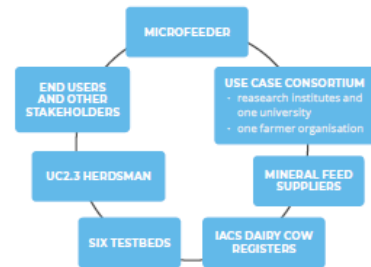 MICROFEEDER
USE CASE CONSORTIUM
- reasearch institutes and
one university
- one farmer organisation
MINERAL FEED
SUPPLIERS
IACS DAIRY COW
REGISTERS
SIX TESTBEDS
UC2.3 HERDSMAN
END USERS
AND OTHER
STAKEHOLDERS